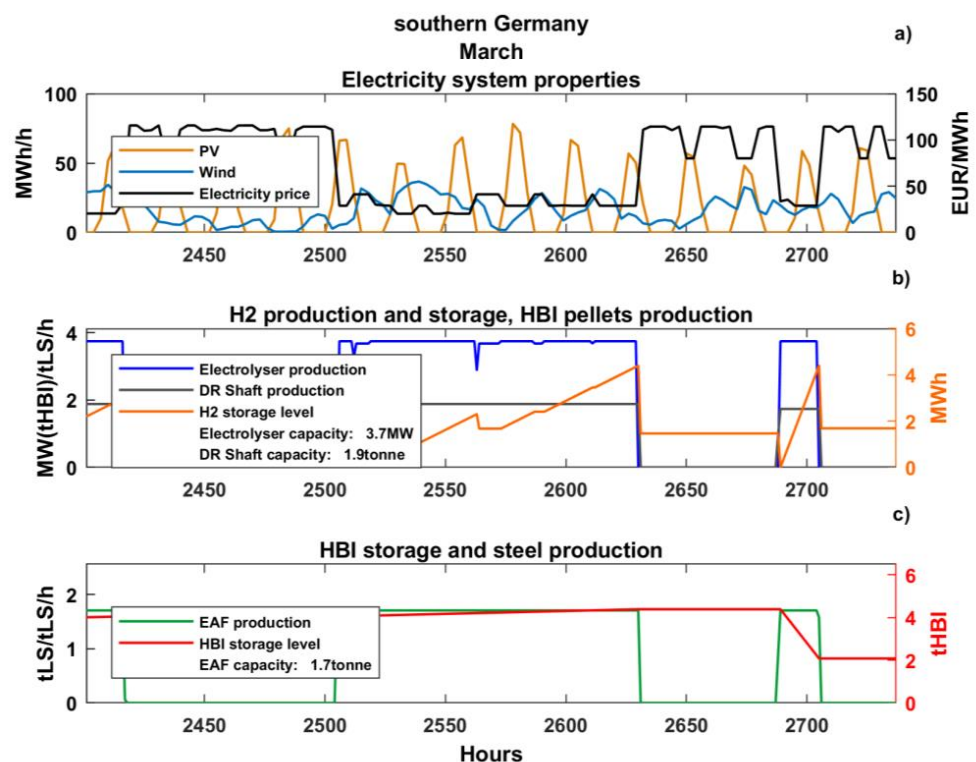 southern Germany
March
a)
Electricity system properties
MWh/h
100
50
0
PV
Wind
Electricity price
150
100
50
0
EUR/MWh
2450 2500 2550 2600 2650 2700
b)
H2 production and storage, HBI pellets production
MW(tHBI)/tLS/h
4
2
0
Electrolyser production
DR Shaft production
H2 storage level
Electrolyser capacity: 3.7MW
DR Shaft capacity: 1.9tonne
6
4
2
0
MWh
2450 2500 2550 2600 2650 2700
c)
HBI storage and steel production
tLS/tLS/h
2
1
0
EAF production
HBI storage level
EAF capacity: 1.7tonne
6
4
2
0
tHBI
2450 2500 2550 2600 2650 2700
Hours